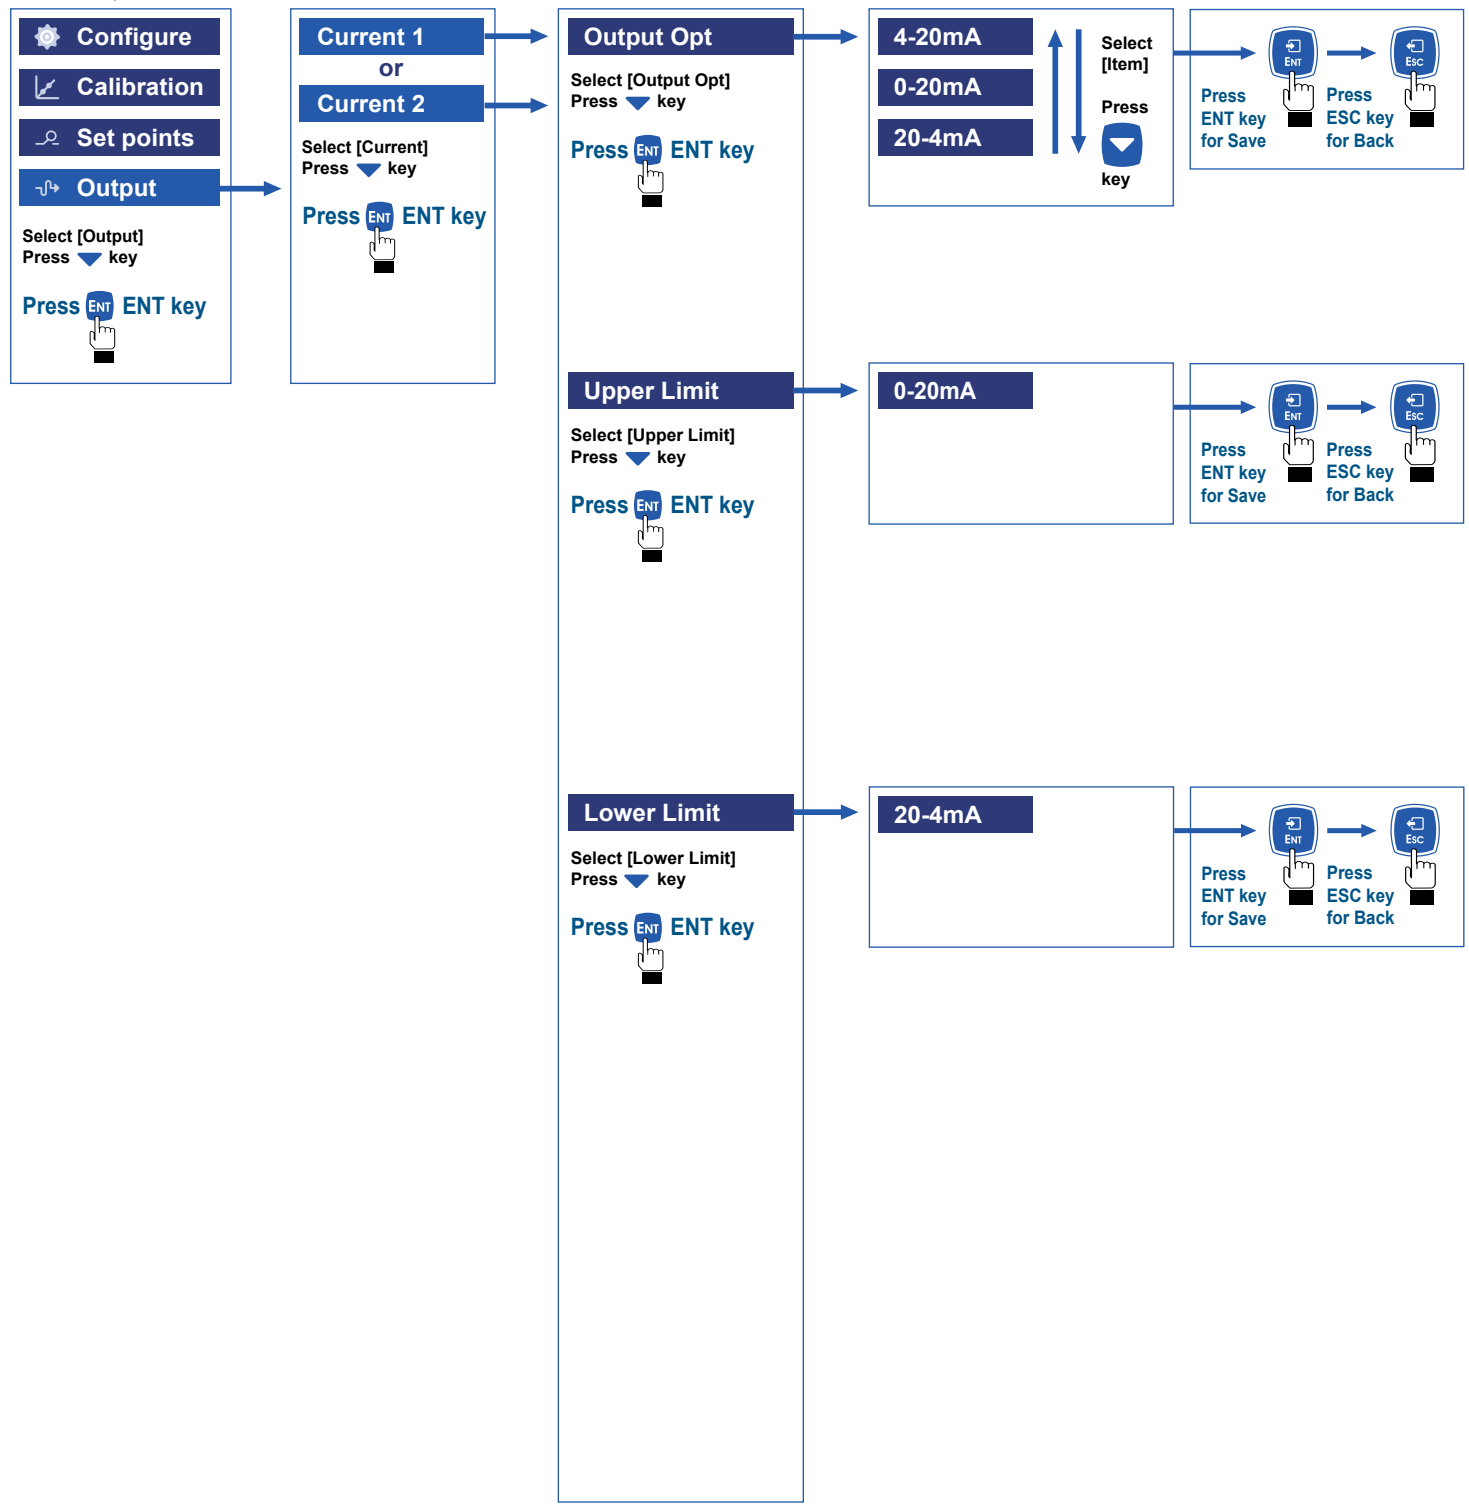 Configure
Calibration
Set points
Output
Select [Output]
Press key
Press ENT ENT key
Current 1
or
Current 2
Select [Current]
Press key
Press ENT ENT key
Output Opt
Select [Output Opt]
Press key
Press ENT ENT key
4-20mA
0-20mA
20-4mA
Select
[Item]
Press
key
ENT
Press
ENT key
for Save
ESC
Press
ESC key
for Back
Upper Limit
Select [Upper Limit]
Press key
Press ENT ENT key
0-20mA
ENT
Press
ENT key
for Save
ESC
Press
ESC key
for Back
Lower Limit
Select [Lower Limit]
Press key
Press ENT ENT key
20-4mA
ENT
Press
ENT key
for Save
ESC
Press
ESC key
for Back